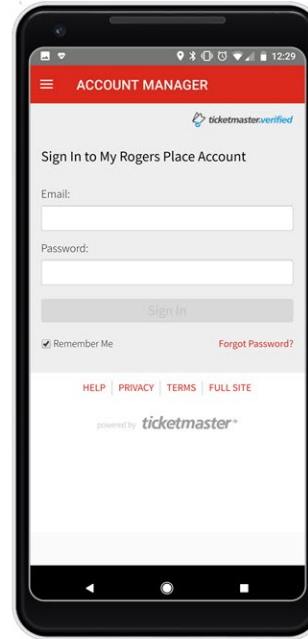 12:29
ACCOUNT MANAGER
ticketmaster.verified
Sign In to My Rogers Place Account
Email:
Password:
Sign In
Remember Me Forgot Password?
HELP | PRIVACY | TERMS | FULL SITE
powered by ticketmaster™